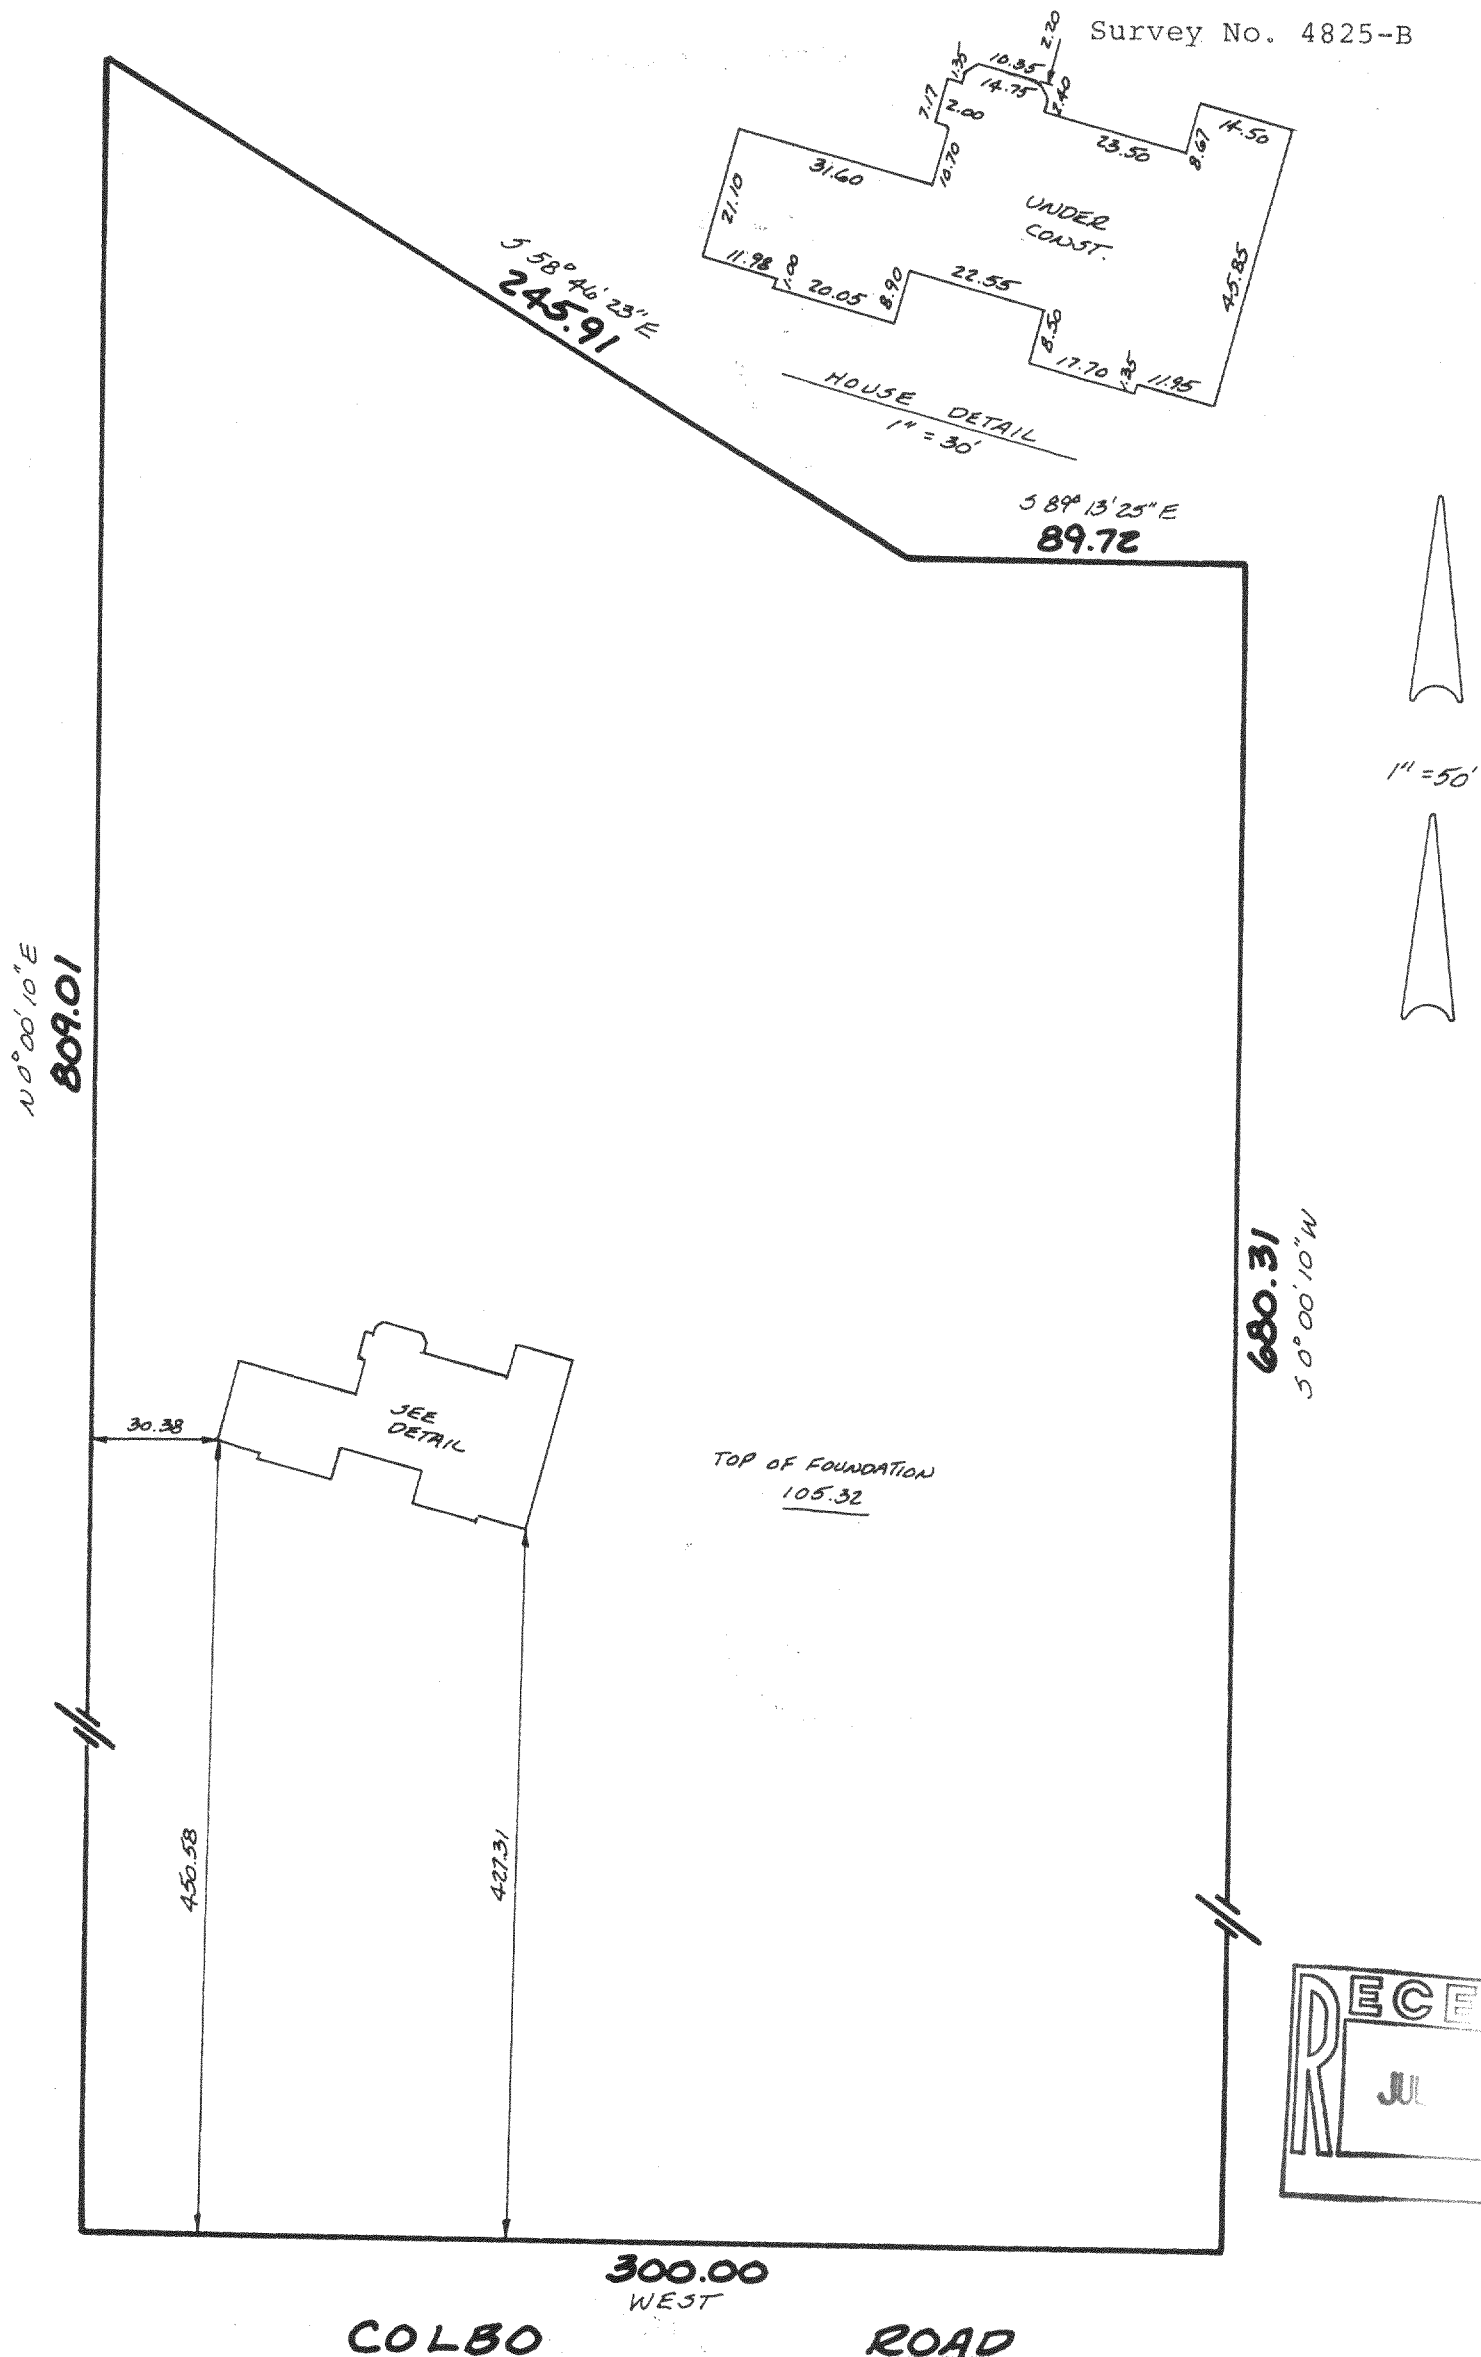 Survey No. 4825-B
2.20
1.35
10.35
14.75
2.40
7.17
2.00
10.70
23.50
8.67
14.50
31.60
21.10
UNDER
CONST.
11.98
1.00
20.05
8.90
22.55
45.85
8.50
17.70
1.35
11.95
HOUSE DETAIL
1" = 30'
S 58° 46' 23" E
245.91
S 89° 13' 25" E
89.72
1" = 50'
N 0° 00' 10" E
809.01
680.31
S 0° 00' 10" W
30.38
SEE
DETAIL
TOP OF FOUNDATION
105.32
450.58
427.31
RECE
JUL
300.00
WEST
COLBO ROAD